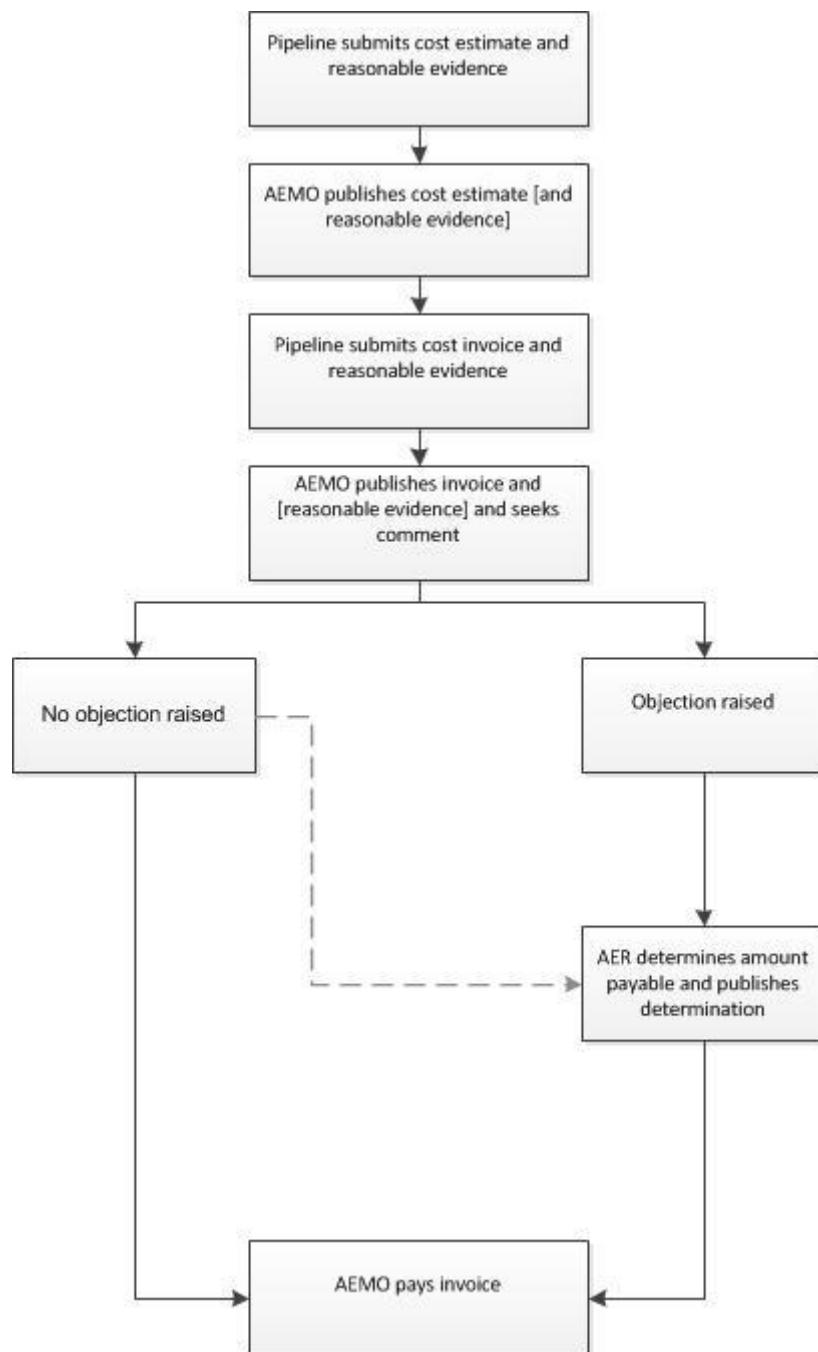 Pipeline submits cost estimate and
reasonable evidence
AEMO publishes cost estimate [and
reasonable evidence]
Pipeline submits cost invoice and
reasonable evidence
AEMO publishes invoice and
[reasonable evidence] and seeks
comment
No objection raised
Objection raised
AER determines amount
payable and publishes
determination
AEMO pays invoice